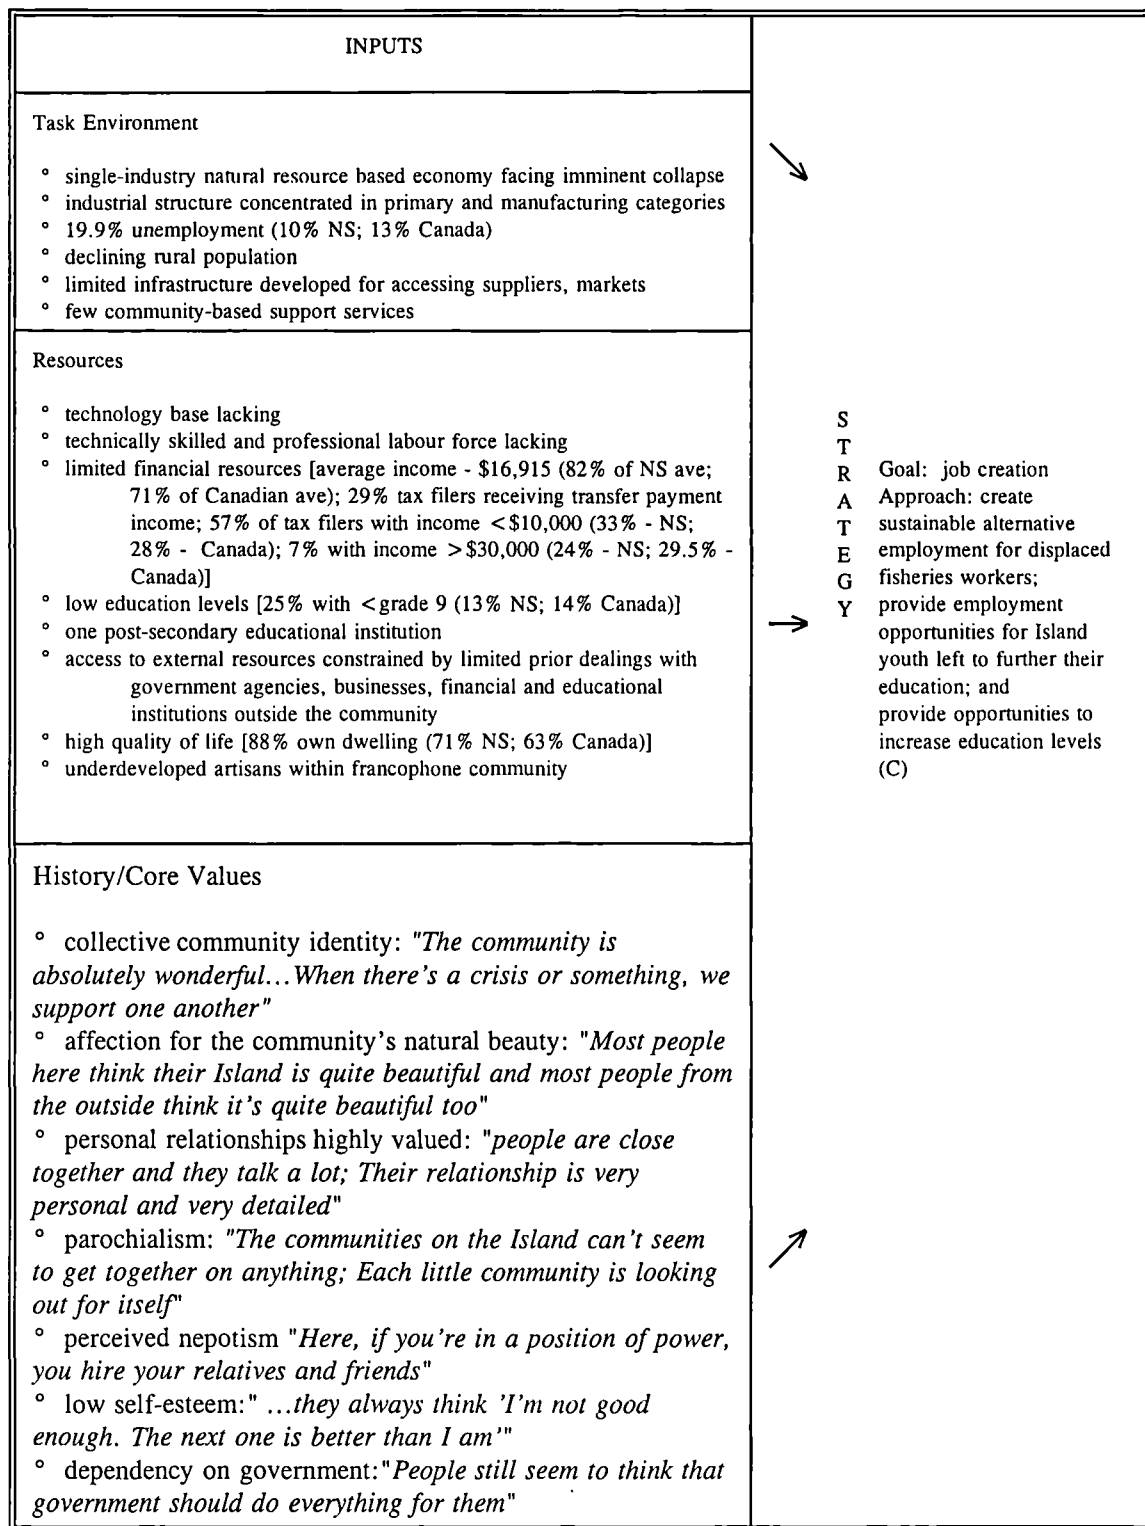 INPUTS
Task Environment
° single-industry natural resource based economy facing imminent collapse
° industrial structure concentrated in primary and manufacturing categories
° 19.9% unemployment (10% NS; 13% Canada)
° declining rural population
° limited infrastructure developed for accessing suppliers, markets
° few community-based support services
Resources
° technology base lacking
° technically skilled and professional labour force lacking
° limited financial resources [average income - $16,915 (82% of NS ave;
71% of Canadian ave); 29% tax filers receiving transfer payment
income; 57% of tax filers with income <$10,000 (33% - NS;
28% - Canada); 7% with income >$30,000 (24% - NS; 29.5% -
Canada)]
° low education levels [25% with <grade 9 (13% NS; 14% Canada)]
° one post-secondary educational institution
° access to external resources constrained by limited prior dealings with
government agencies, businesses, financial and educational
institutions outside the community
° high quality of life [88% own dwelling (71% NS; 63% Canada)]
° underdeveloped artisans within francophone community
History/Core Values
° collective community identity: "The community is
absolutely wonderful...When there's a crisis or something, we
support one another"
° affection for the community's natural beauty: "Most people
here think their Island is quite beautiful and most people from
the outside think it's quite beautiful too"
° personal relationships highly valued: "people are close
together and they talk a lot; Their relationship is very
personal and very detailed"
° parochialism: "The communities on the Island can't seem
to get together on anything; Each little community is looking
out for itself"
° perceived nepotism "Here, if you're in a position of power,
you hire your relatives and friends"
° low self-esteem:" ...they always think 'I'm not good
enough. The next one is better than I am'"
° dependency on government:"People still seem to think that
government should do everything for them"
S
T
R
A
T
E
G
Y
Goal: job creation
Approach: create
sustainable alternative
employment for displaced
fisheries workers;
provide employment
opportunities for Island
youth left to further their
education; and
provide opportunities to
increase education levels
(C)